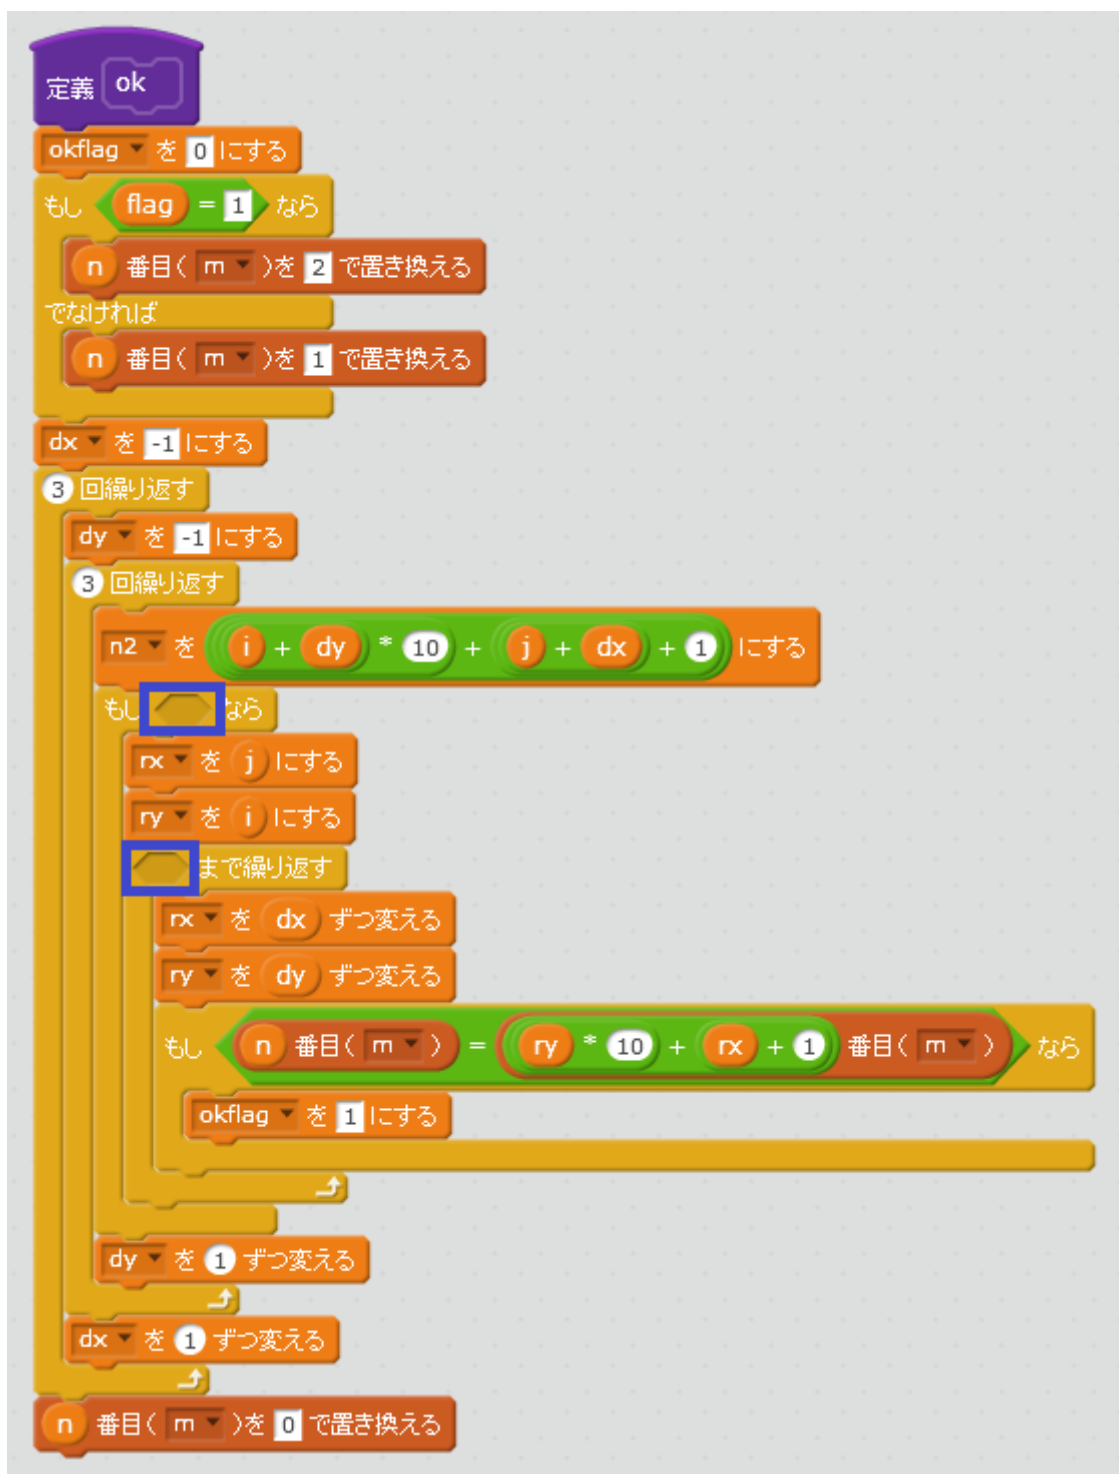 定義 ok
okflag を 0 にする
もし flag = 1 なら
n 番目( m )を 2 で置き換える
でなければ
n 番目( m )を 1 で置き換える
dx を -1 にする
3 回繰り返す
dy を -1 にする
3 回繰り返す
n2 を i + dy * 10 + j + dx + 1 にする
もし なら
rx を j にする
ry を i にする
まで繰り返す
rx を dx ずつ変える
ry を dy ずつ変える
もし n 番目( m ) = ry * 10 + rx + 1 番目( m ) なら
okflag を 1 にする
dy を 1 ずつ変える
dx を 1 ずつ変える
n 番目( m )を 0 で置き換える